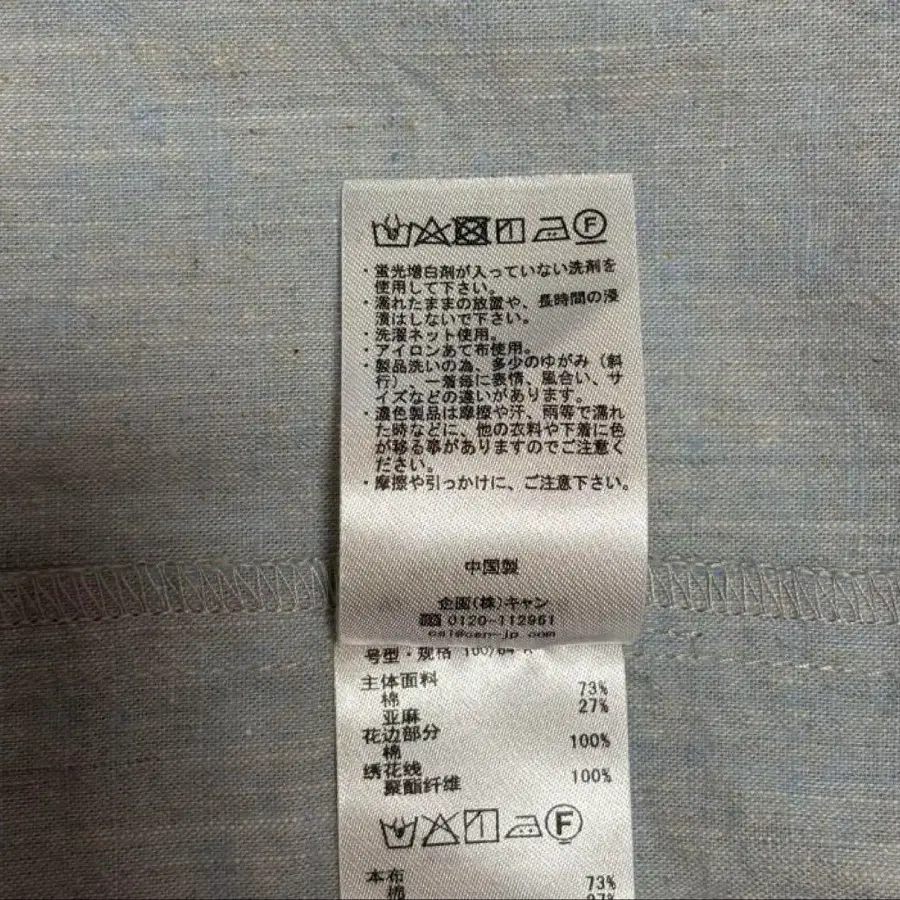 ・蛍光増白剤が入っていない洗剤を
使用して下さい。
・濡れたままの放置や、長時間の浸
漬はしないで下さい。
・洗濯ネット使用。
・アイロンあて布使用。
・製品洗いの為、多少のゆがみ（斜
行）、一着毎に表情、風合い、サ
イズなどの違いがあります。
・濃色製品は摩擦や汗、雨等で濡れ
た時などに、他の衣料や下着に色
が移る事がありますのでご注意く
ださい。
・摩擦や引っかけに、ご注意下さい。
中国製
企画(株)キャン
0120-112961
cs1@can-jp.com
号型・规格 160/84
主体面料
棉 73%
亚麻 27%
花边部分
棉 100%
绣花线
聚酯纤维 100%
F
本布
棉 73%
27%